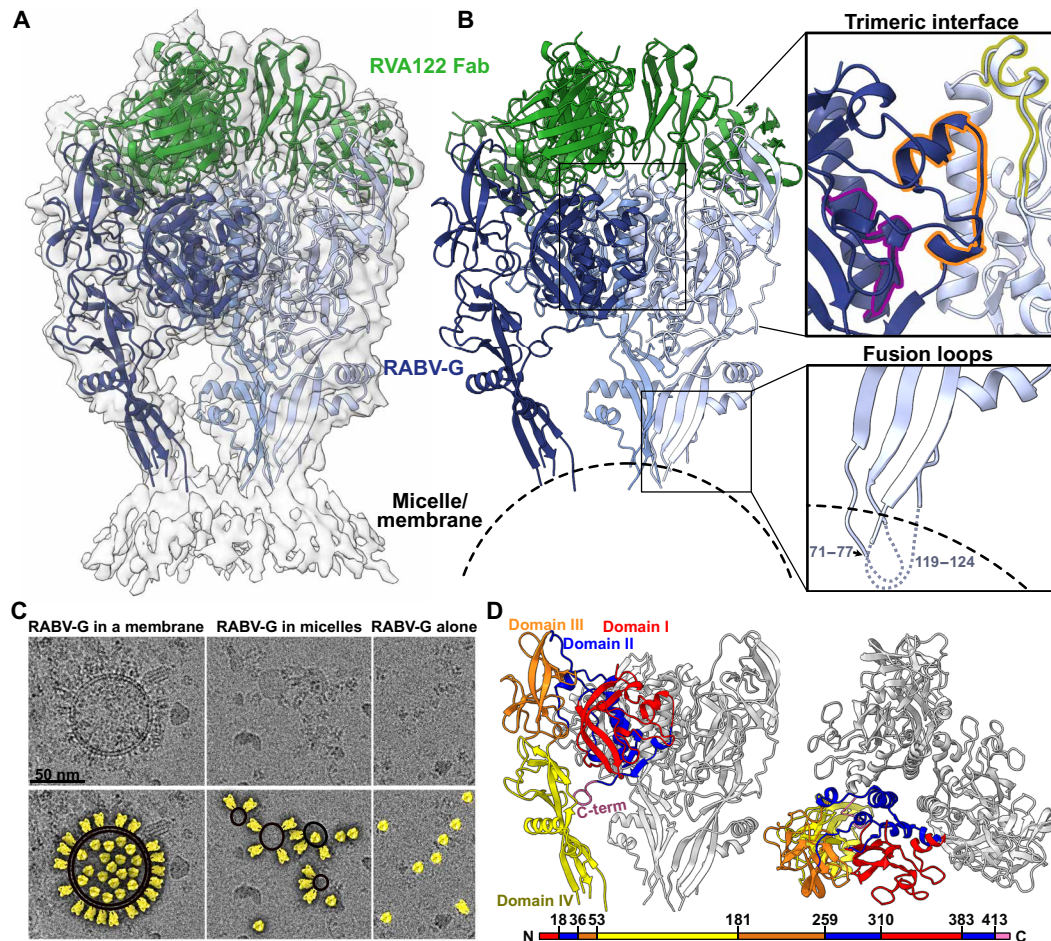 A
B
RVA122 Fab
RABV-G
Micelle/
membrane
Trimeric interface
Fusion loops
71–77
119–124
C
RABV-G in a membrane
RABV-G in micelles
RABV-G alone
50 nm
D
Domain III
Domain I
Domain II
C-term
Domain IV
18 36 53 181 259 310 383 413
N C